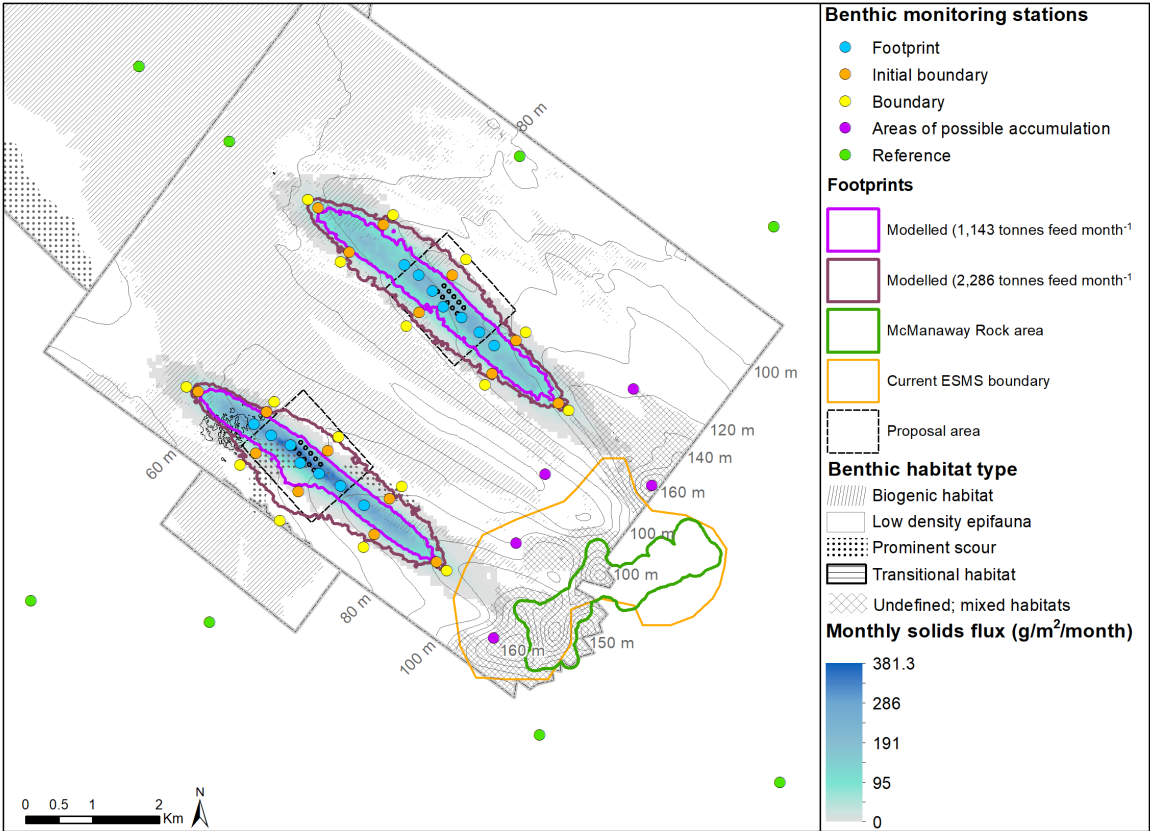 80 m
100 m
120 m
140 m
160 m
100 m
100 m
150 m
160 m
60 m
80 m
100 m
0 0.5 1 2
Km
N
Benthic monitoring stations
Footprint
Initial boundary
Boundary
Areas of possible accumulation
Reference
Footprints
Modelled (1,143 tonnes feed month-1
Modelled (2,286 tonnes feed month-1
McManaway Rock area
Current ESMS boundary
Proposal area
Benthic habitat type
Biogenic habitat
Low density epifauna
Prominent scour
Transitional habitat
Undefined; mixed habitats
Monthly solids flux (g/m2/month)
381.3
286
191
95
0